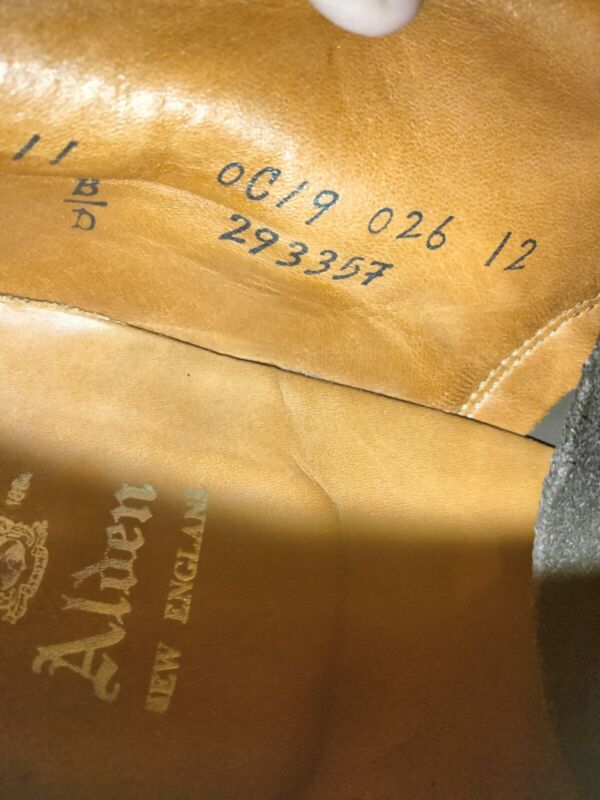 11 0C19 026 12
B
D
293357
Alden
NEW ENGLAND